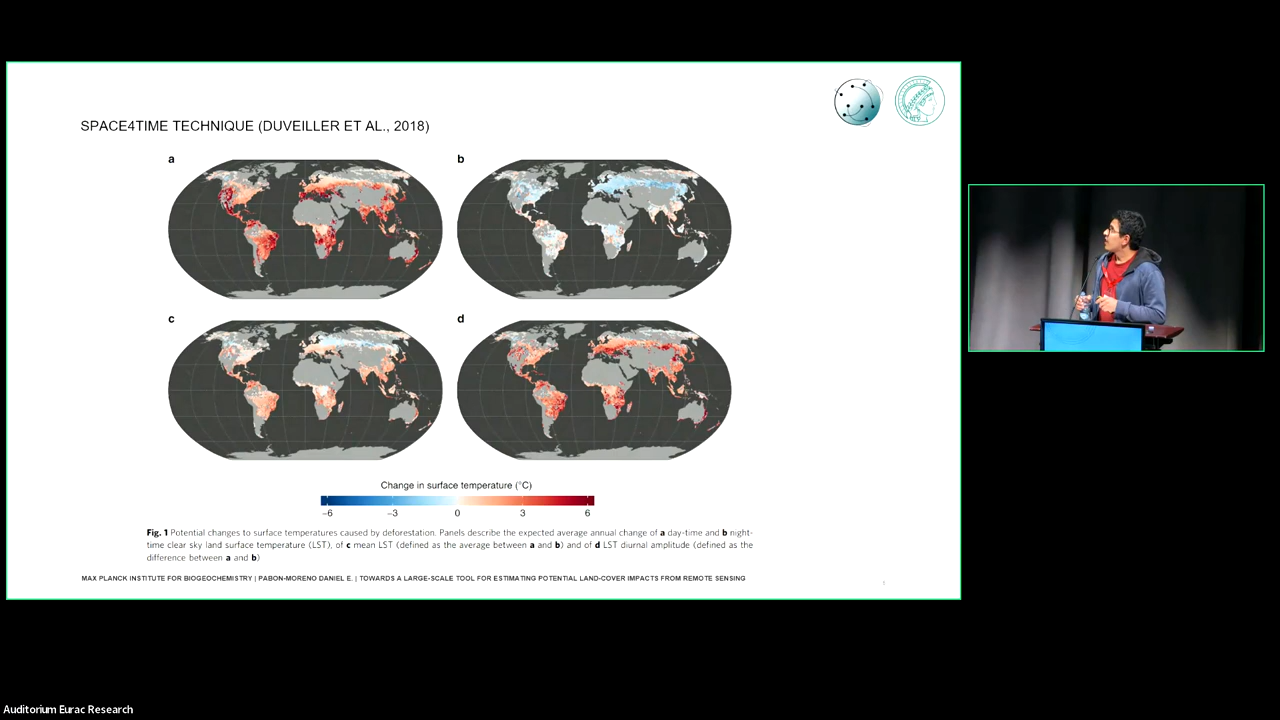 SPACE4TIME TECHNIQUE (DUVEILLER ET AL., 2018)
a
b
c
d
Change in surface temperature (°C)
−6 −3 0 3 6
Fig. 1 Potential changes to surface temperatures caused by deforestation. Panels describe the expected average annual change of a day-time and b night-
time clear sky land surface temperature (LST), of c mean LST (defined as the average between a and b) and of d LST diurnal amplitude (defined as the
difference between a and b)
MAX PLANCK INSTITUTE FOR BIOGEOCHEMISTRY | PABON-MORENO DANIEL E. | TOWARDS A LARGE-SCALE TOOL FOR ESTIMATING POTENTIAL LAND-COVER IMPACTS FROM REMOTE SENSING
Auditorium Eurac Research